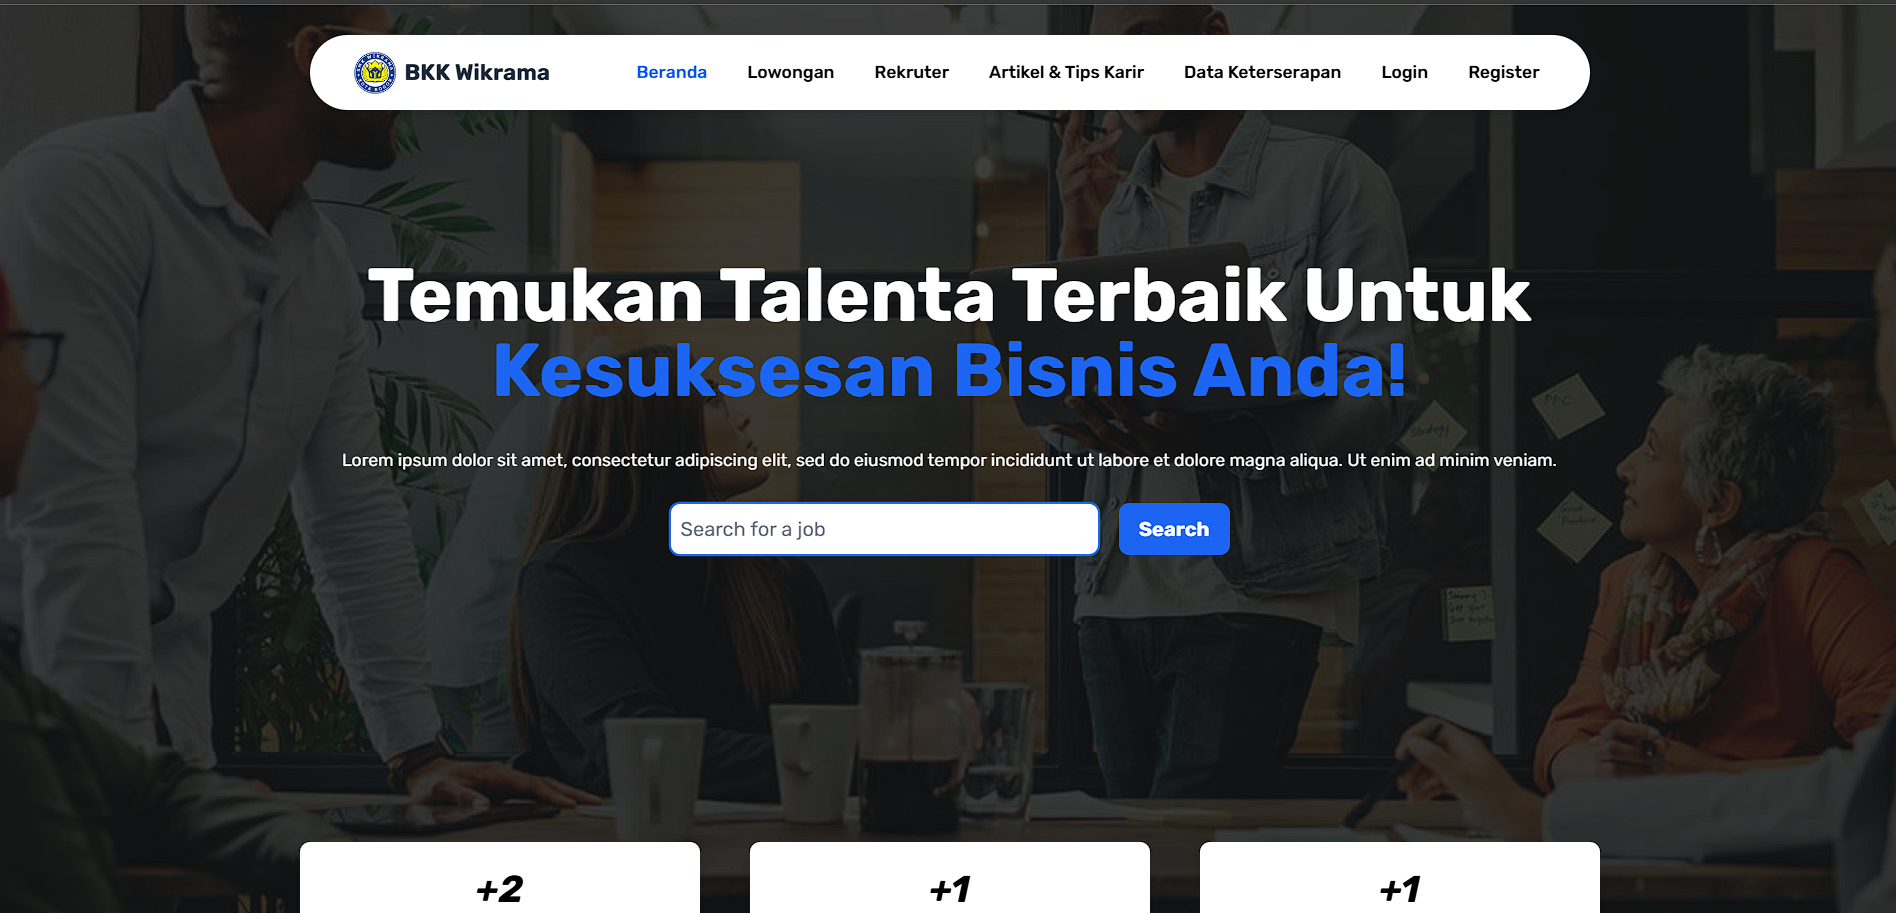 BKK Wikrama
Beranda Lowongan Rekruter Artikel & Tips Karir Data Keterserapan Login Register
Temukan Talenta Terbaik Untuk
Kesuksesan Bisnis Anda!
PPC
Strategy
Lorem ipsum dolor sit amet, consectetur adipiscing elit, sed do eiusmod tempor incididunt ut labore et dolore magna aliqua. Ut enim ad minim veniam.
Search for a job Search
+2 +1 +1